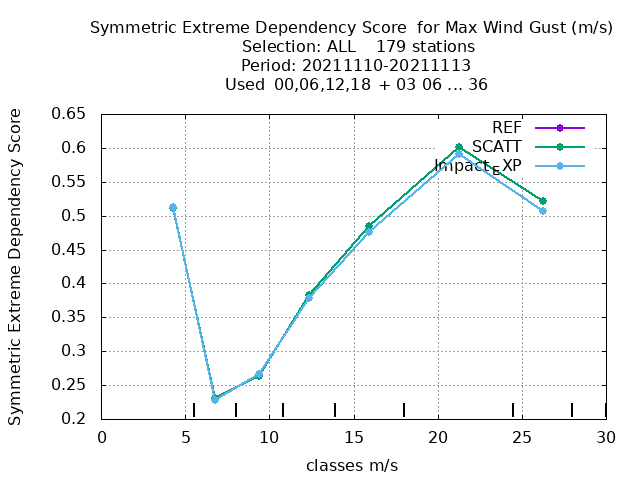 Symmetric Extreme Dependency Score  for Max Wind Gust (m/s)
Selection: ALL    179 stations
Period: 20211110-20211113
Used  00,06,12,18  + 03 06 ... 36
Symmetric Extreme Dependency Score
0.65
0.6
0.55
0.5
0.45
0.4
0.35
0.3
0.25
0.2
REF
SCATT
Impact_EXP
0 5 10 15 20 25 30
classes m/s